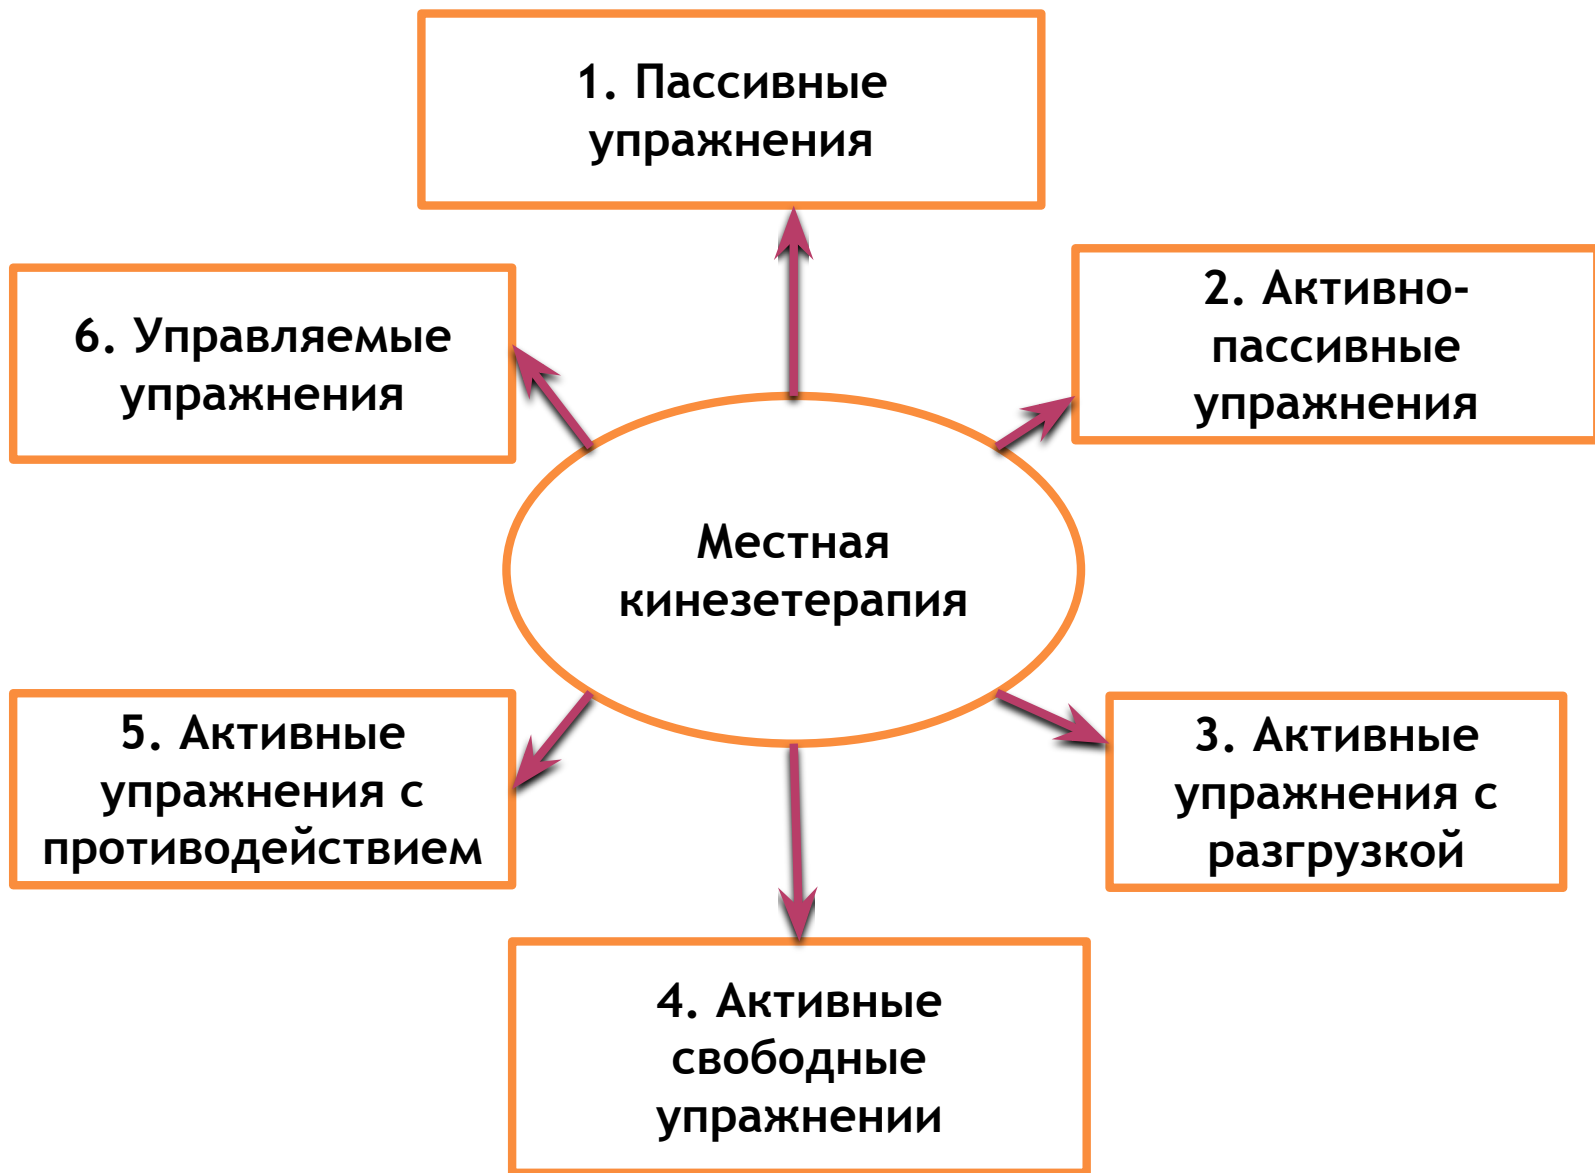 1. Пассивные
упражнения
2. Активно-
пассивные
упражнения
6. Управляемые
упражнения
Местная
кинезетерапия
5. Активные
упражнения с
противодействием
3. Активные
упражнения с
разгрузкой
4. Активные
свободные
упражнении